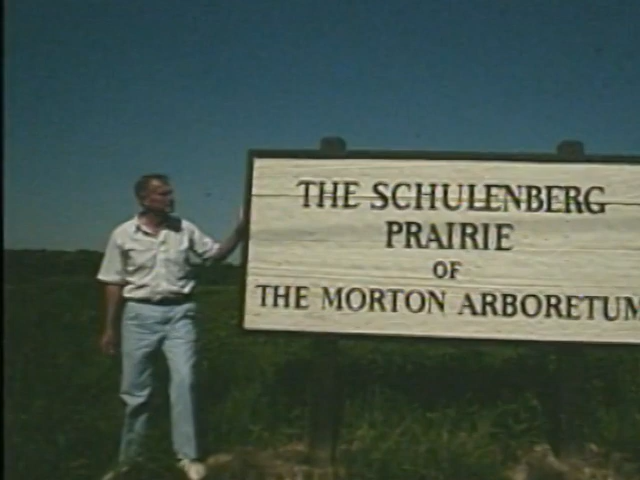 THE SCHULENBERG
PRAIRIE
OF
THE MORTON ARBORETUM